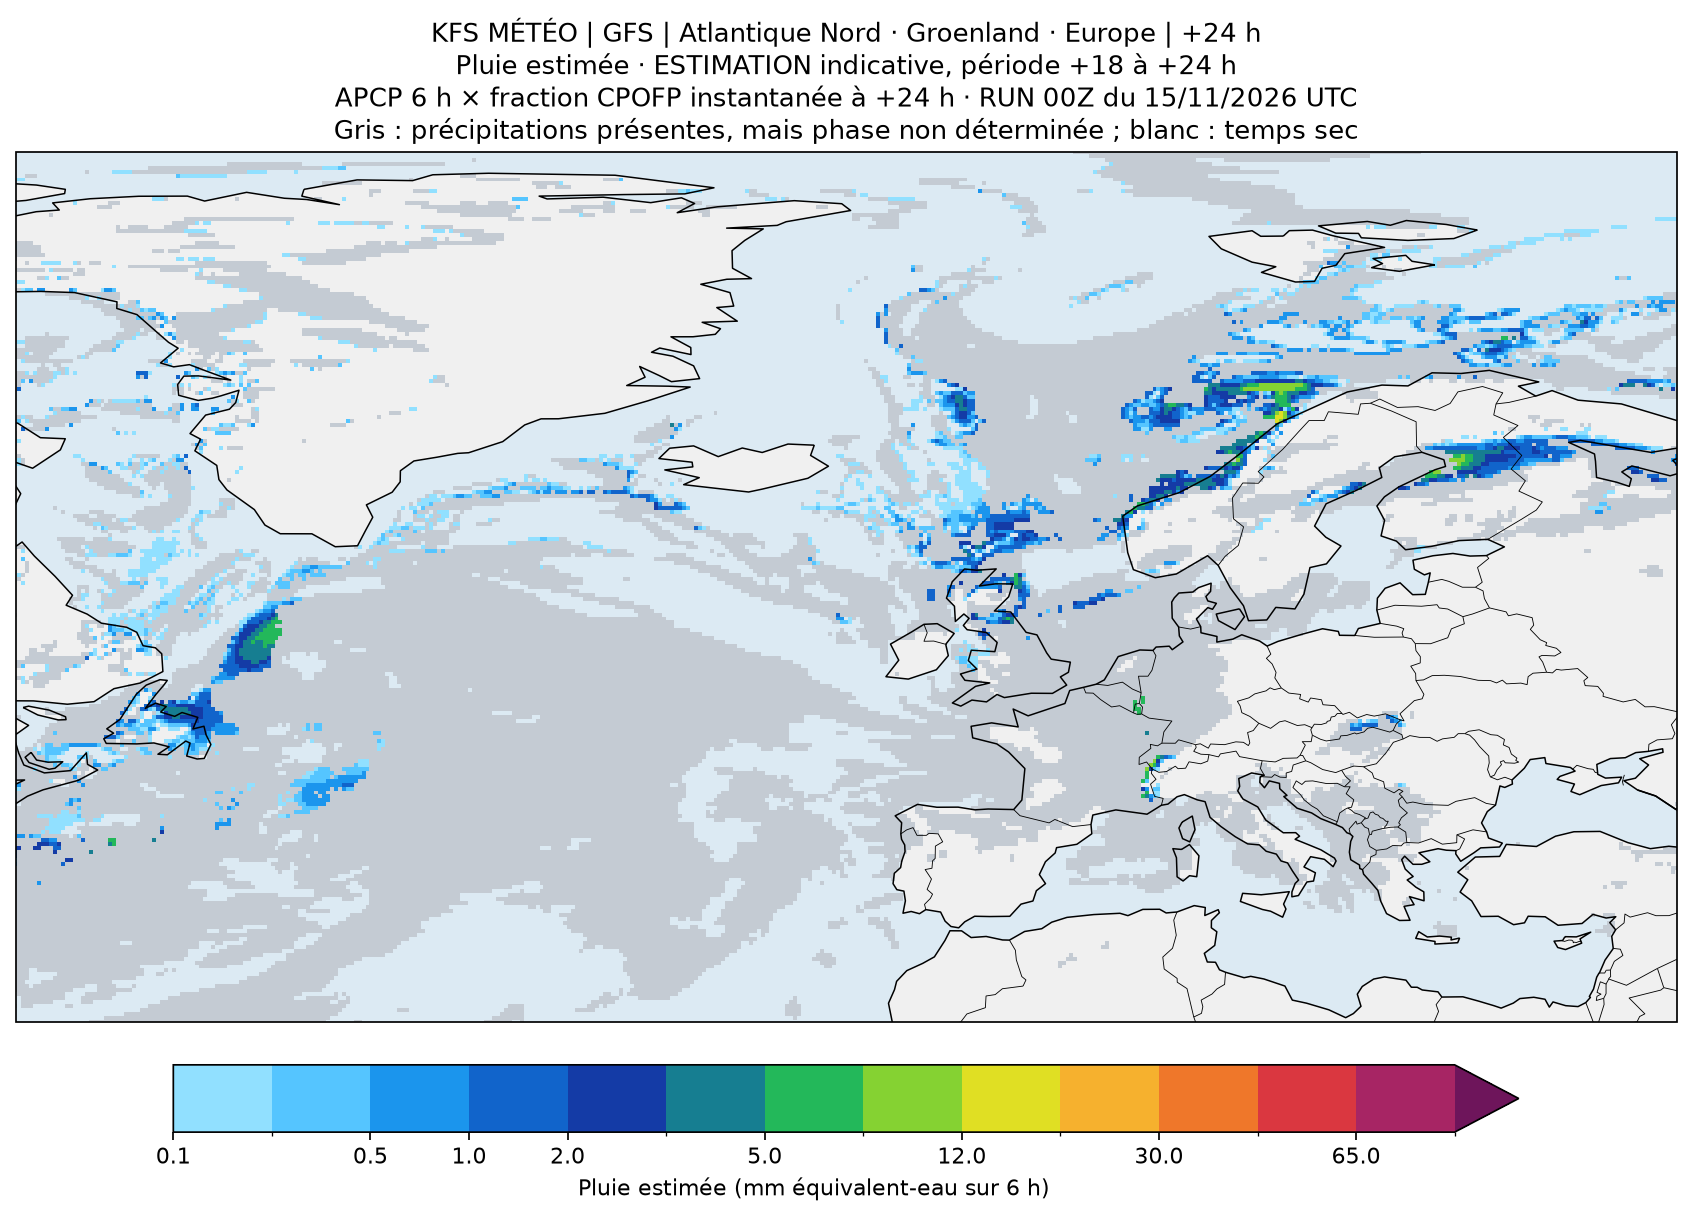 KFS MÉTÉO | GFS | Atlantique Nord · Groenland · Europe | +24 h
Pluie estimée · ESTIMATION indicative, période +18 à +24 h
APCP 6 h × fraction CPOFP instantanée à +24 h · RUN 00Z du 15/11/2026 UTC
Gris : précipitations présentes, mais phase non déterminée ; blanc : temps sec
0.1 0.5 1.0 2.0 5.0 12.0 30.0 65.0
Pluie estimée (mm équivalent-eau sur 6 h)